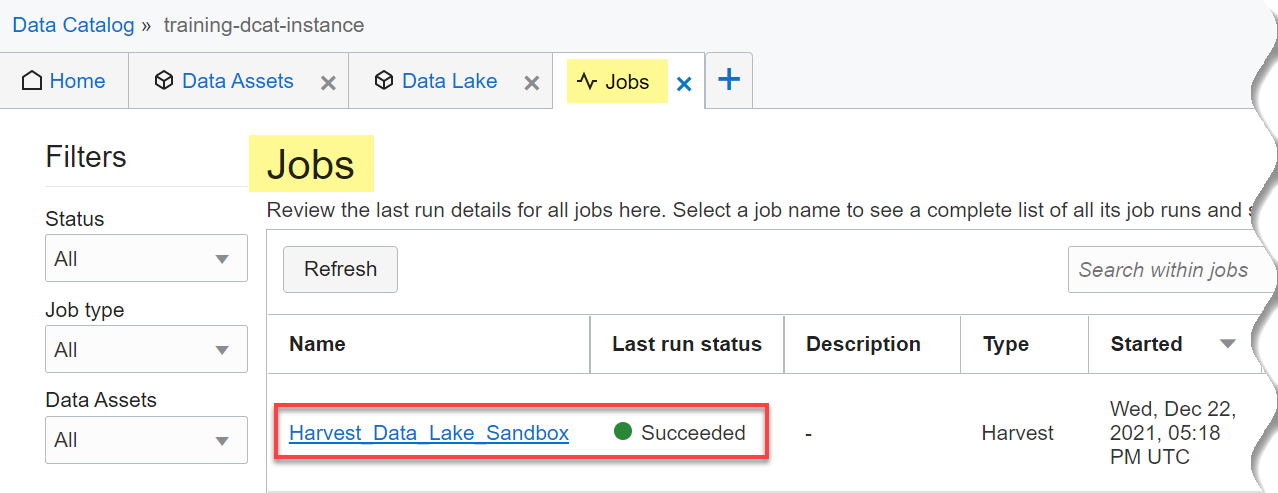 Data Catalog » training-dcat-instance
Home Data Assets Data Lake Jobs
Filters
Jobs
Review the last run details for all jobs here. Select a job name to see a complete list of all its job runs and
Status
All
Refresh
Search within jobs
Job type
All
Name Last run status Description Type Started
Data Assets
All
Harvest_Data_Lake_Sandbox Succeeded - Harvest
Wed, Dec 22,
2021, 05:18
PM UTC